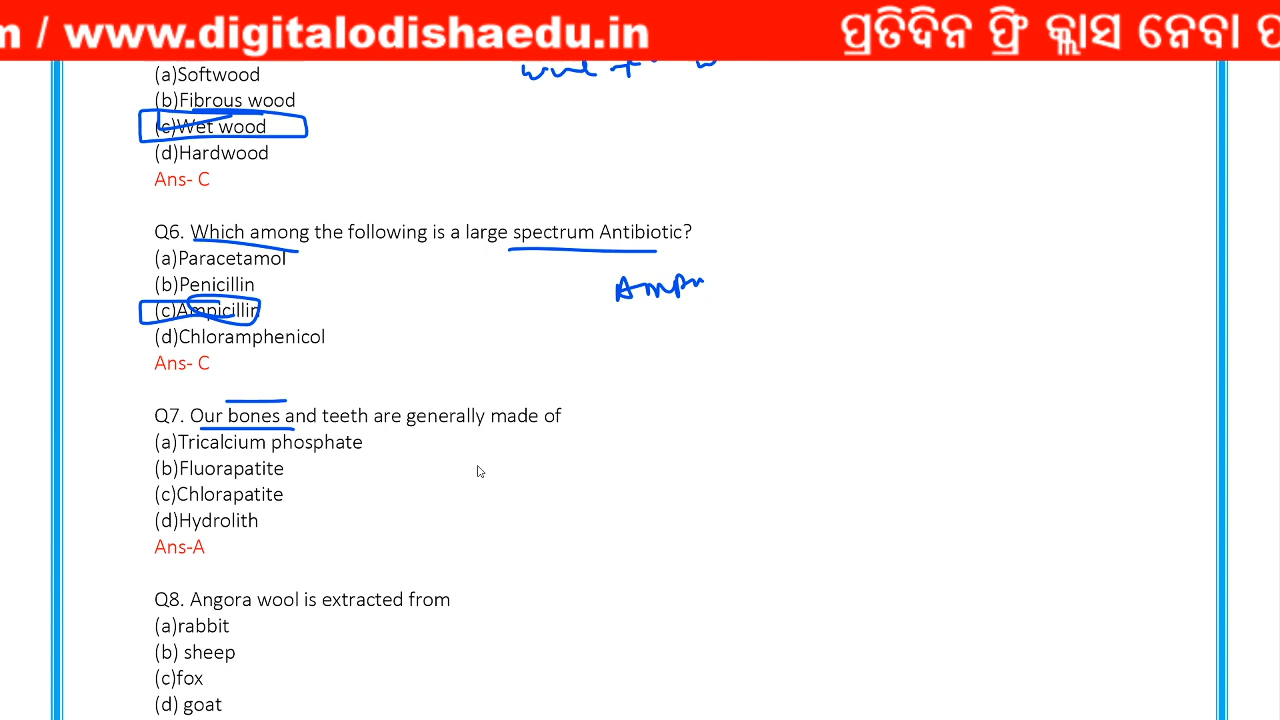 m / www.digitalodishaedu.in ପ୍ରତିଦିନ ଫ୍ରି କ୍ଲାସ ନେବା ପ
(a)Softwood
(b)Fibrous wood
(c)Wet wood
(d)Hardwood
Ans- C
Q6. Which among the following is a large spectrum Antibiotic?
(a)Paracetamol
(b)Penicillin
Amp
(c)Ampicillin
(d)Chloramphenicol
Ans- C
Q7. Our bones and teeth are generally made of
(a)Tricalcium phosphate
(b)Fluorapatite
(c)Chlorapatite
(d)Hydrolith
Ans-A
Q8. Angora wool is extracted from
(a)rabbit
(b) sheep
(c)fox
(d) goat